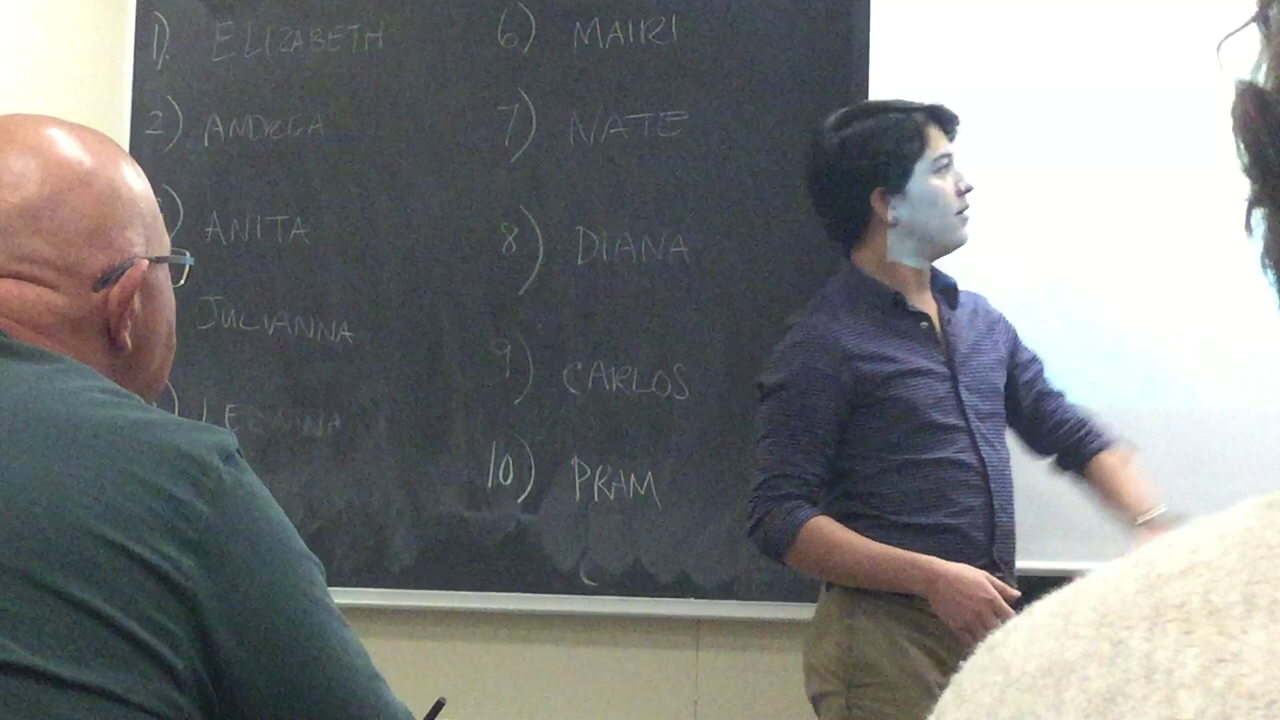 1). ELIZABETH
2) ANDREA
) ANITA
JULIANNA
)
6) MAIRI
7) NATE
8) DIANA
9) CARLOS
10) PRAM